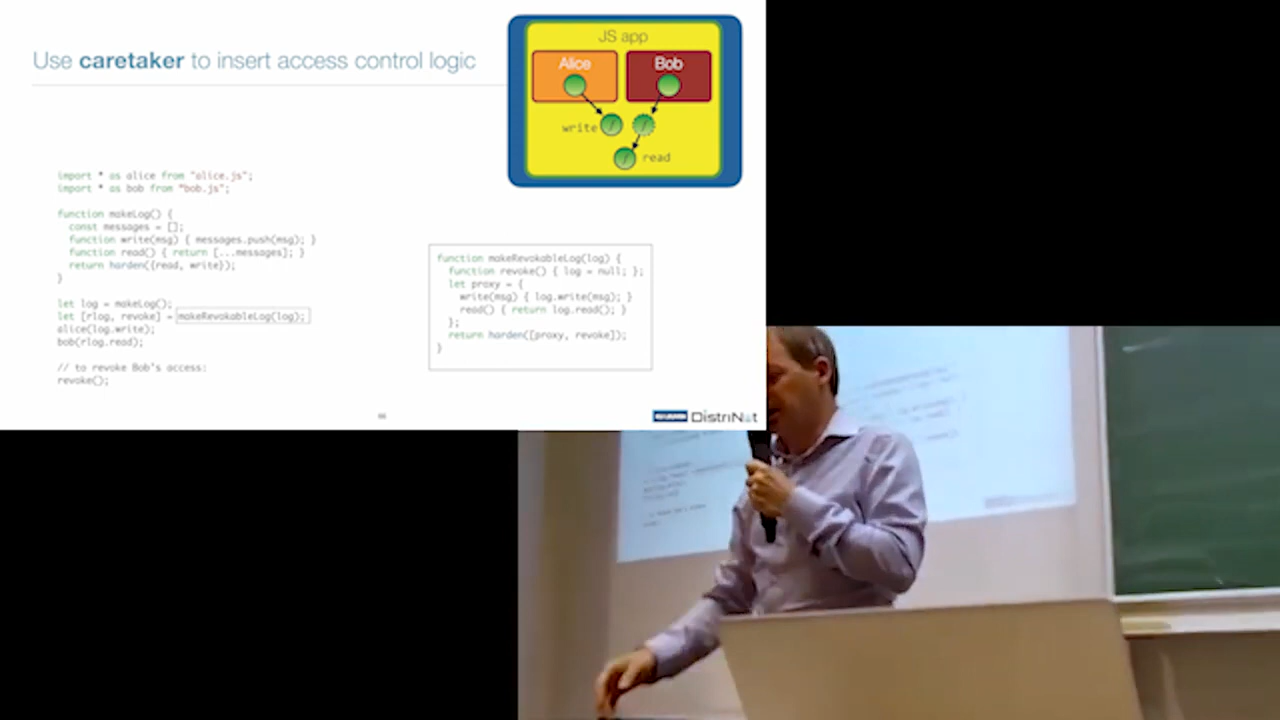 Use caretaker to insert access control logic
JS app
Alice
Bob
write
read
import * as alice from "alice.js";
import * as bob from "bob.js";
function makeLog() {
const messages = [];
function write(msg) { messages.push(msg); }
function read() { return [...messages]; }
return harden({read, write});
}
let log = makeLog();
let [rlog, revoke] = makeRevokableLog(log);
alice(log.write);
bob(rlog.read);
// to revoke Bob's access:
revoke();
function makeRevokableLog(log) {
function revoke() { log = null; };
let proxy = {
write(msg) { log.write(msg); }
read() { return log.read(); }
};
return harden([proxy, revoke]);
}
DistriNet